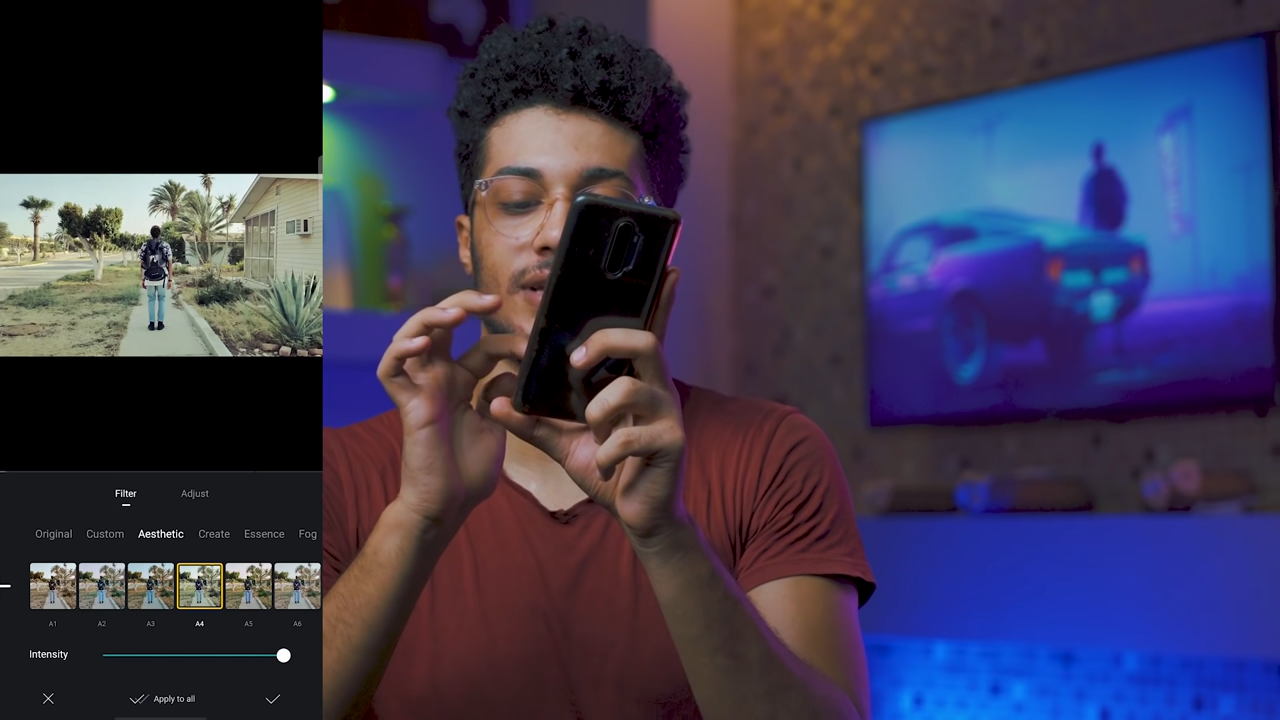 Filter Adjust
Original Custom Aesthetic Create Essence Fog
A1 A2 A3 A4 A5 A6
Intensity
Apply to all